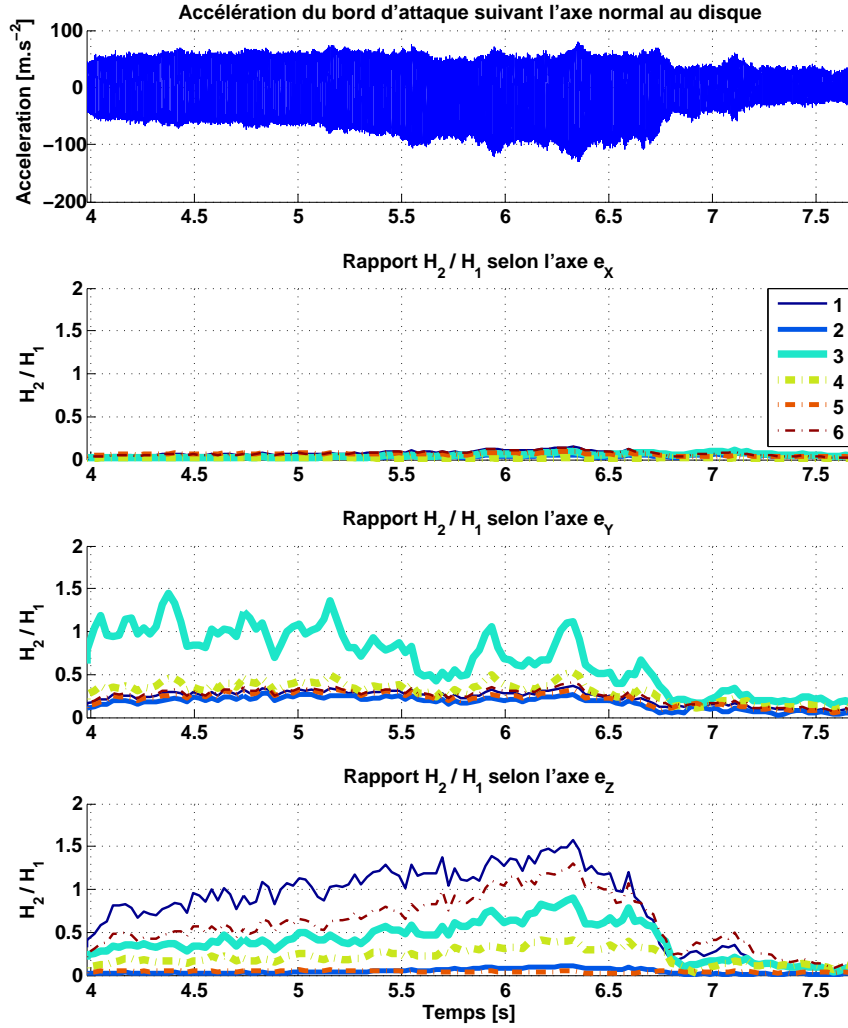 Accélération du bord d'attaque suivant l'axe normal au disque
Acceleration [m.s−2]
100
0
−100
−200
4 4.5 5 5.5 6 6.5 7 7.5
Rapport H2 / H1 selon l'axe eX
H2 / H1
2
1.5
1
0.5
0
4 4.5 5 5.5 6 6.5 7 7.5
1
2
3
4
5
6
Rapport H2 / H1 selon l'axe eY
H2 / H1
2
1.5
1
0.5
0
4 4.5 5 5.5 6 6.5 7 7.5
Rapport H2 / H1 selon l'axe eZ
H2 / H1
2
1.5
1
0.5
0
4 4.5 5 5.5 6 6.5 7 7.5
Temps [s]